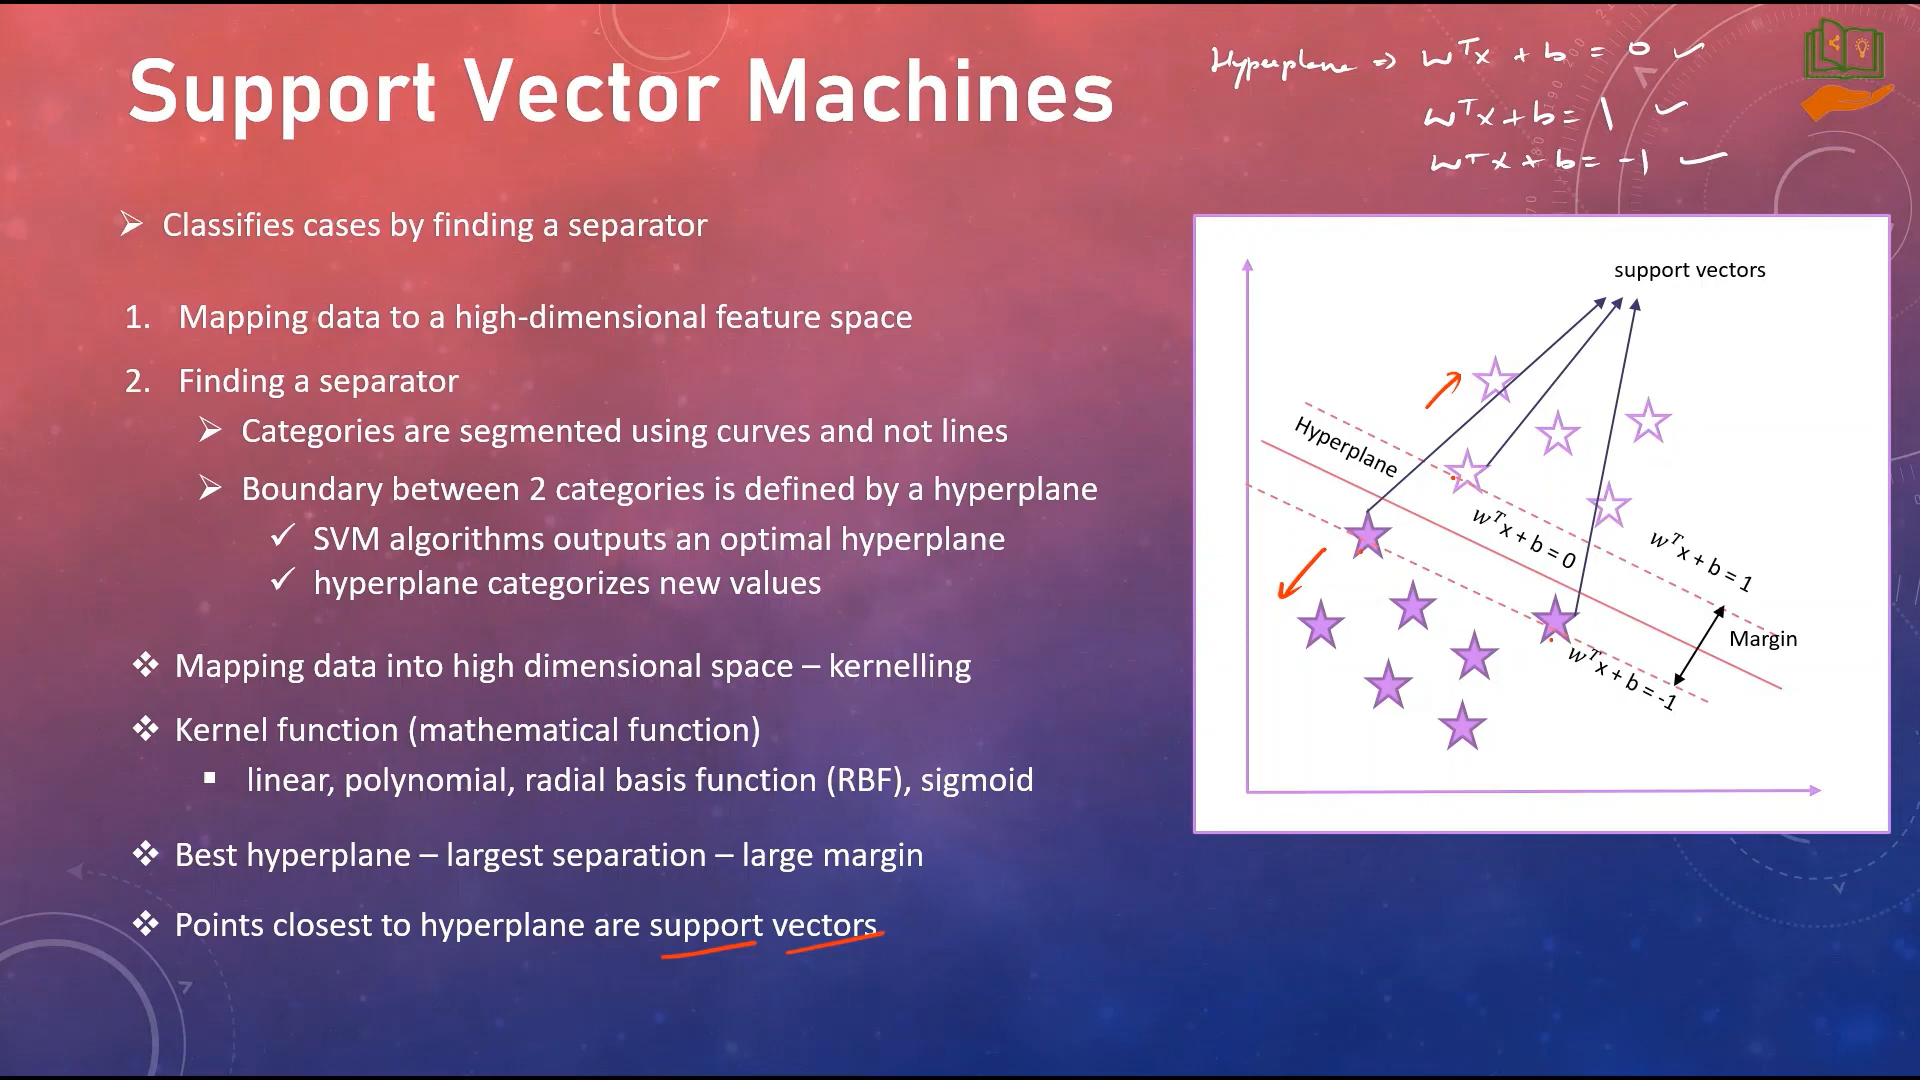 Support Vector Machines
Hyperplane => wᵀx + b = 0
wᵀx + b = 1
wᵀx + b = -1
Classifies cases by finding a separator
1. Mapping data to a high-dimensional feature space
2. Finding a separator
Categories are segmented using curves and not lines
Boundary between 2 categories is defined by a hyperplane
SVM algorithms outputs an optimal hyperplane
hyperplane categorizes new values
Mapping data into high dimensional space – kernelling
Kernel function (mathematical function)
linear, polynomial, radial basis function (RBF), sigmoid
Best hyperplane – largest separation – large margin
Points closest to hyperplane are support vectors
support vectors
Hyperplane
wᵀx + b = 0
wᵀx + b = 1
Margin
wᵀx + b = -1